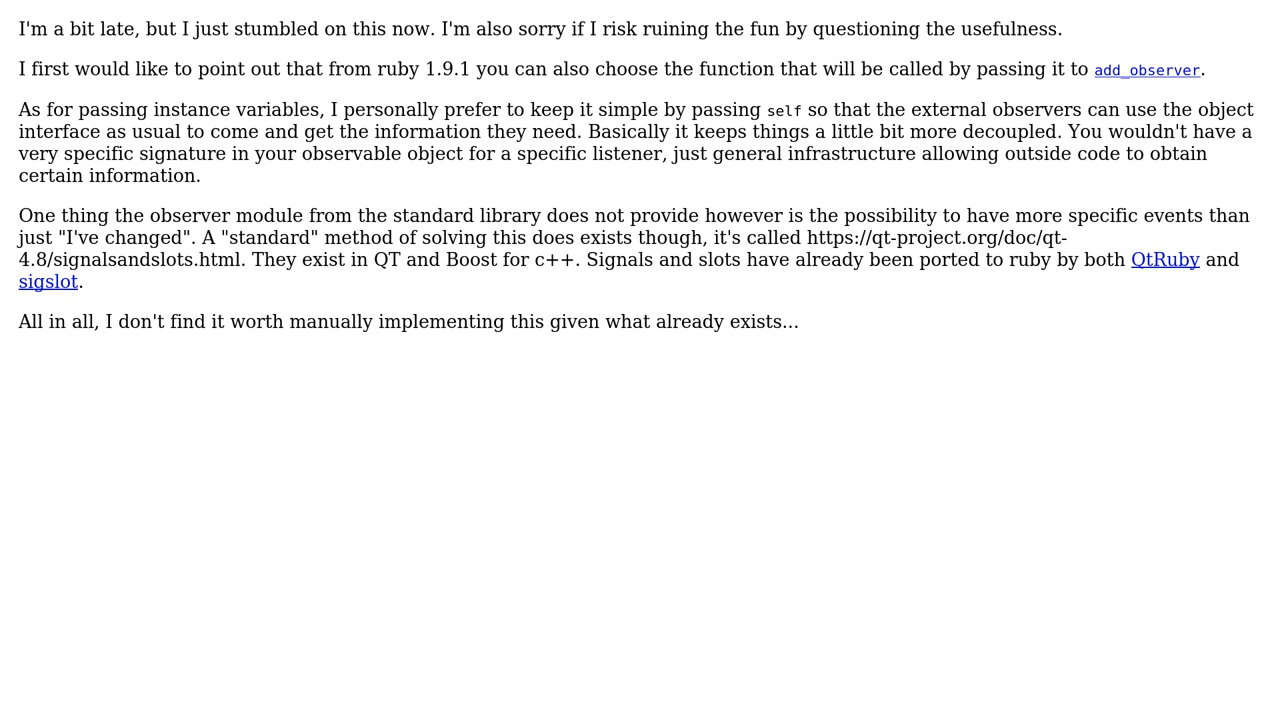 I'm a bit late, but I just stumbled on this now. I'm also sorry if I risk ruining the fun by questioning the usefulness.
I first would like to point out that from ruby 1.9.1 you can also choose the function that will be called by passing it to add_observer.
As for passing instance variables, I personally prefer to keep it simple by passing self so that the external observers can use the object
interface as usual to come and get the information they need. Basically it keeps things a little bit more decoupled. You wouldn't have a
very specific signature in your observable object for a specific listener, just general infrastructure allowing outside code to obtain
certain information.
One thing the observer module from the standard library does not provide however is the possibility to have more specific events than
just "I've changed". A "standard" method of solving this does exists though, it's called https://qt-project.org/doc/qt-
4.8/signalsandslots.html. They exist in QT and Boost for c++. Signals and slots have already been ported to ruby by both QtRuby and
sigslot.
All in all, I don't find it worth manually implementing this given what already exists...